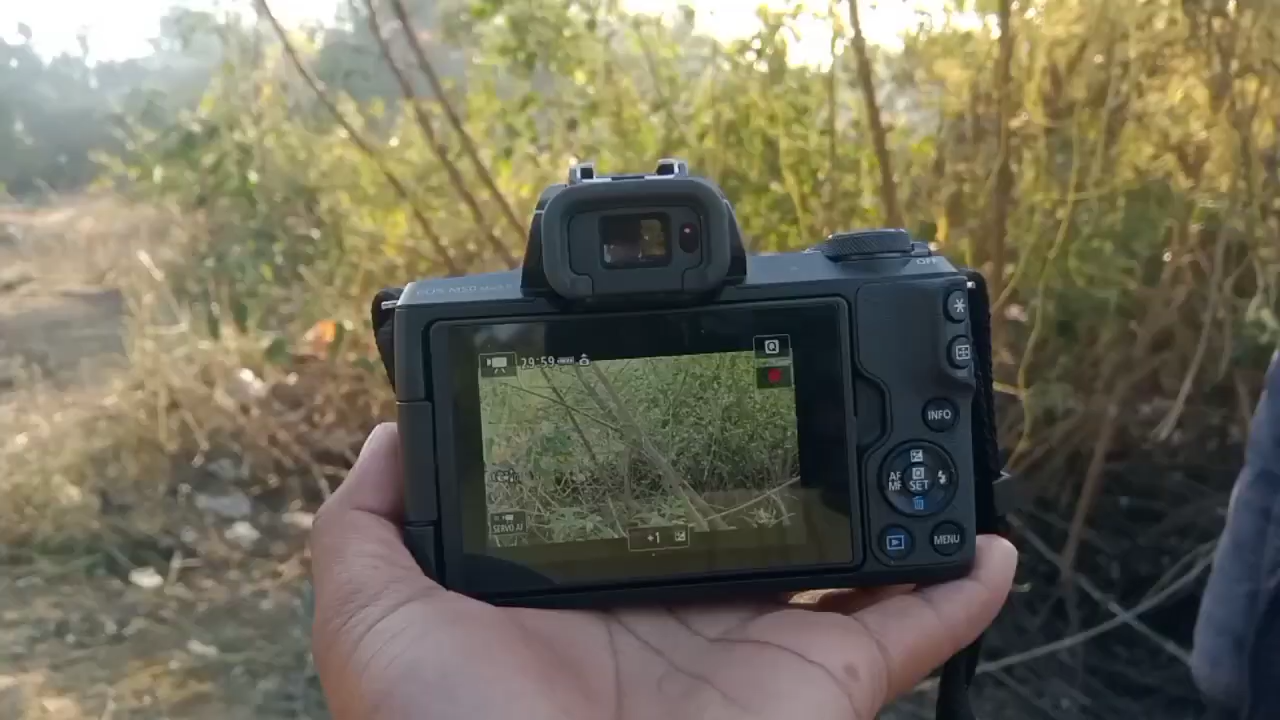 OFF
EOS M50 Mark II
Q
29:59
INFO
AF
MF
Q
SET
SERVO AF
+1
MENU